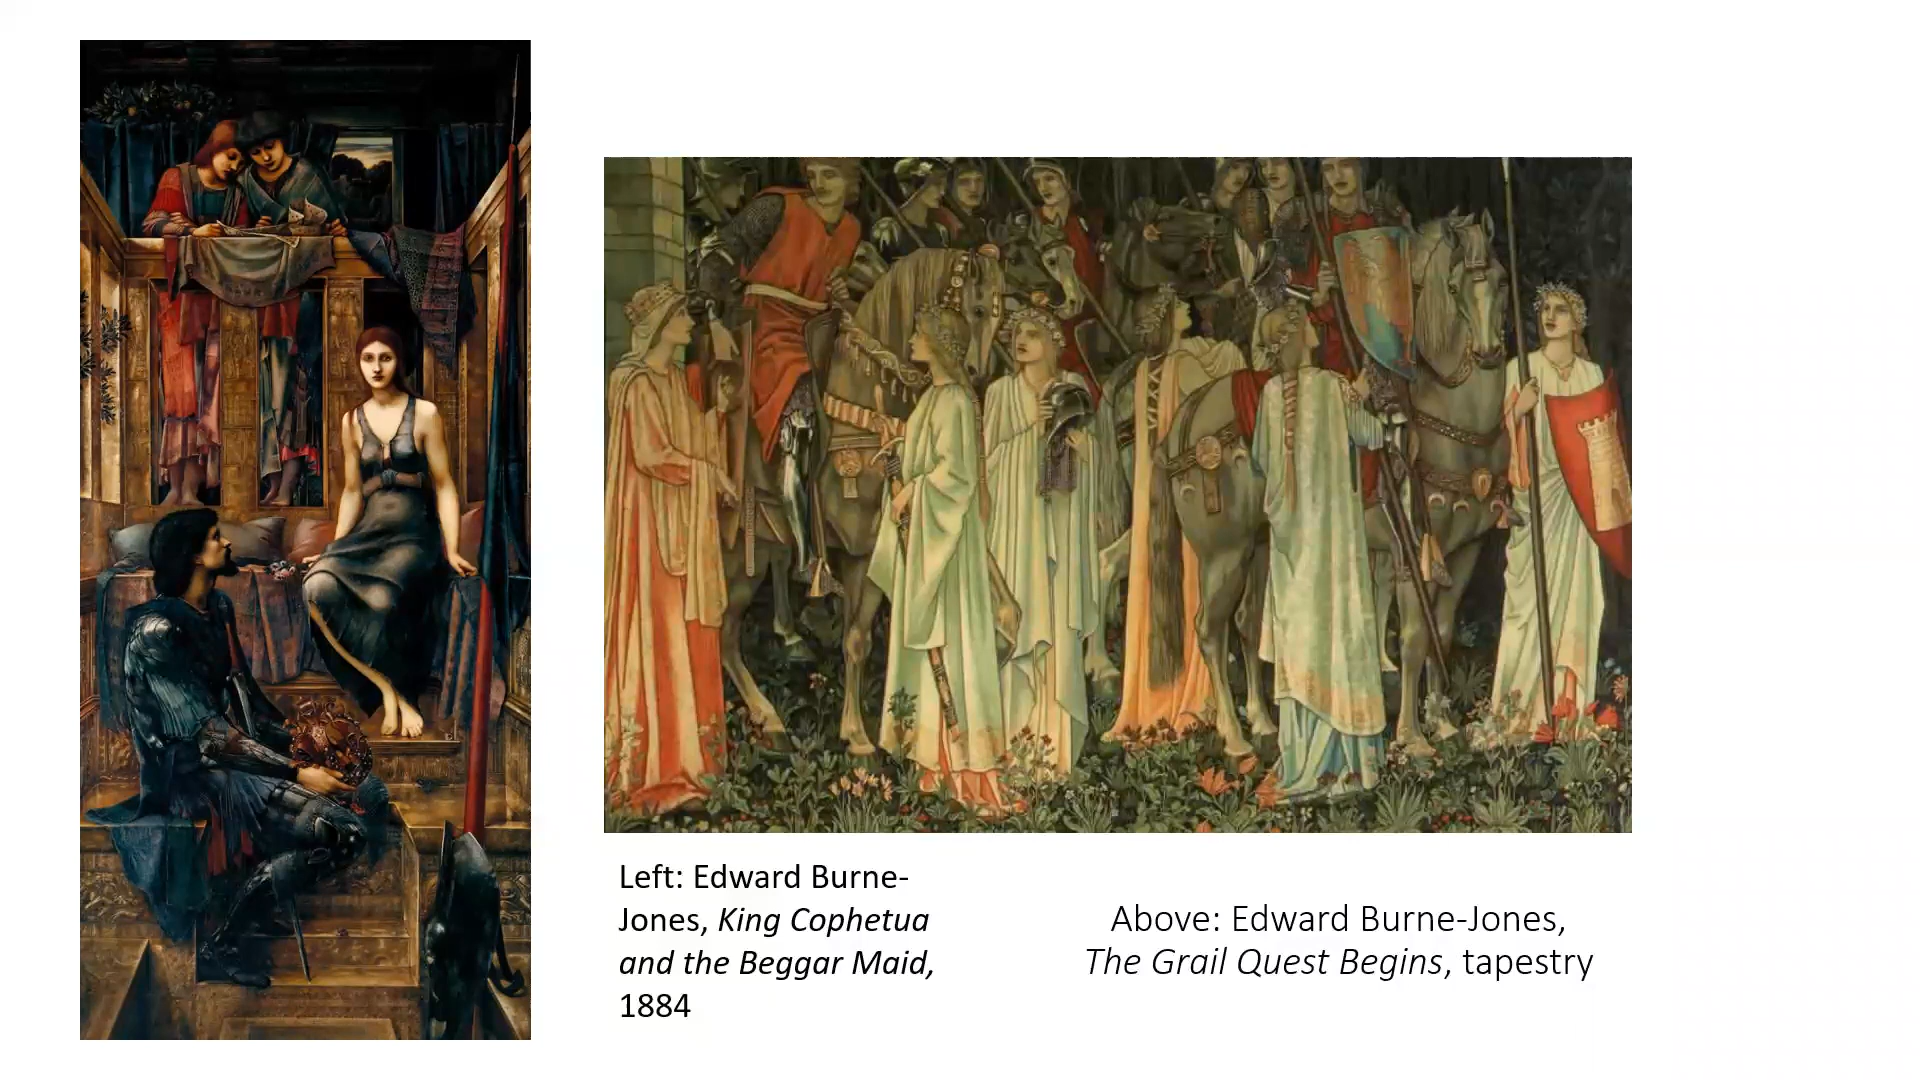 Left: Edward Burne-
Jones, King Cophetua
and the Beggar Maid,
1884
Above: Edward Burne-Jones,
The Grail Quest Begins, tapestry